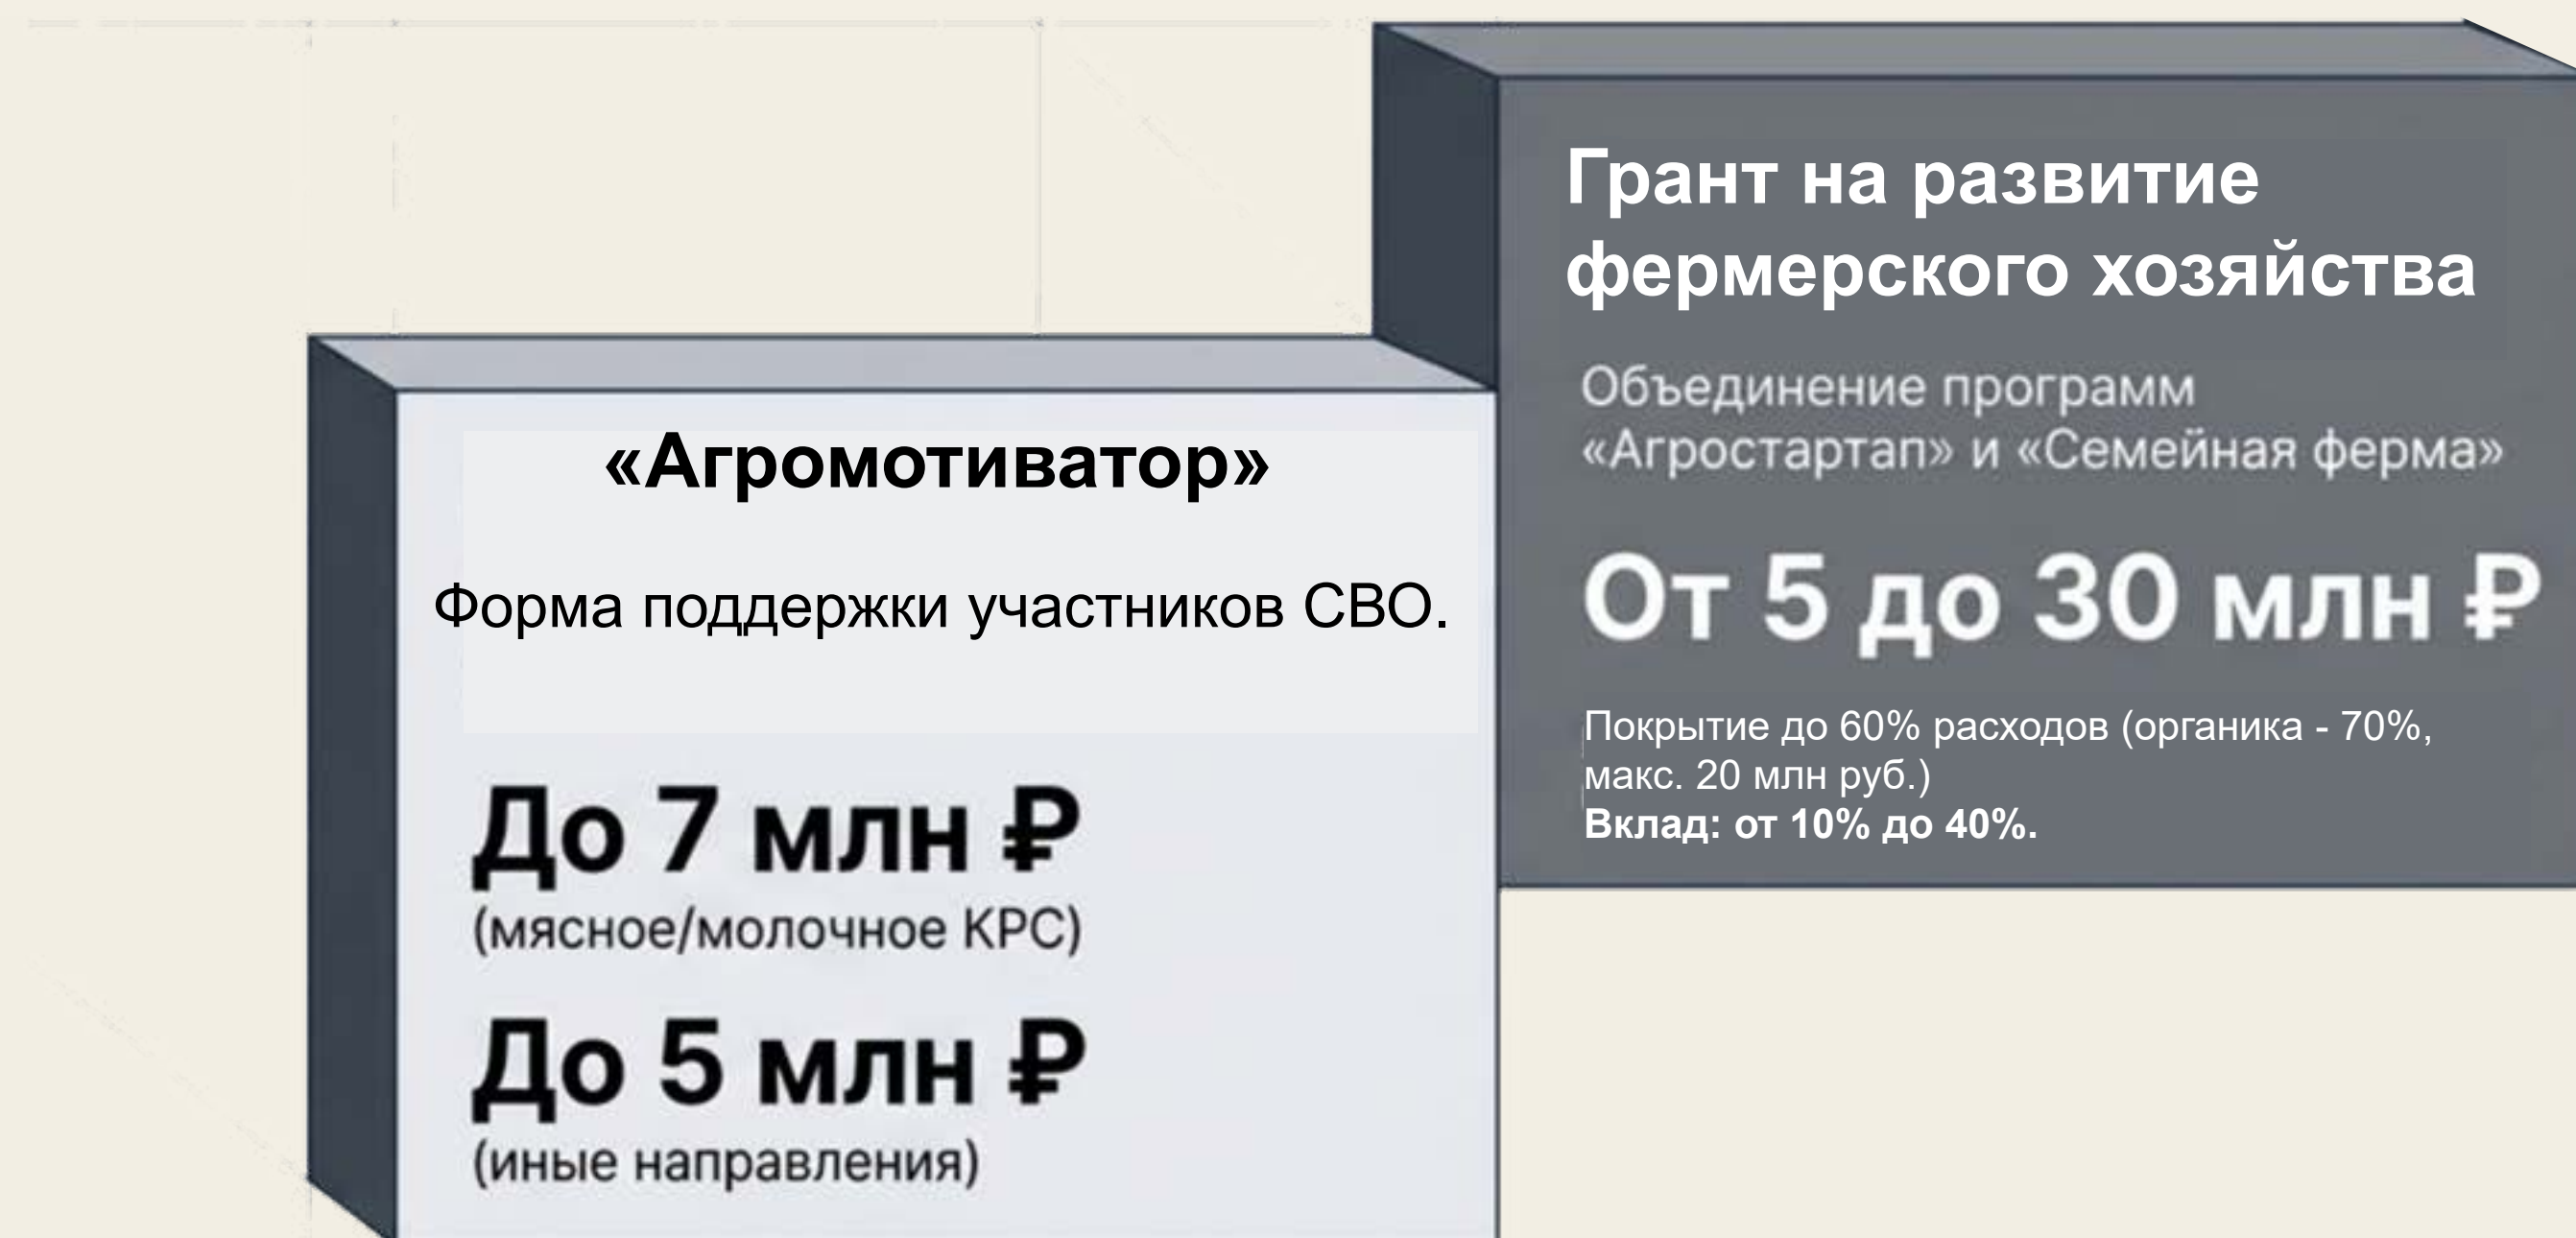 «Агромотиватор»
Форма поддержки участников СВО.
До 7 млн ₽
(мясное/молочное КРС)
До 5 млн ₽
(иные направления)
Грант на развитие
фермерского хозяйства
Объединение программ
«Агростартап» и «Семейная ферма»
От 5 до 30 млн ₽
Покрытие до 60% расходов (органика - 70%,
макс. 20 млн руб.)
Вклад: от 10% до 40%.